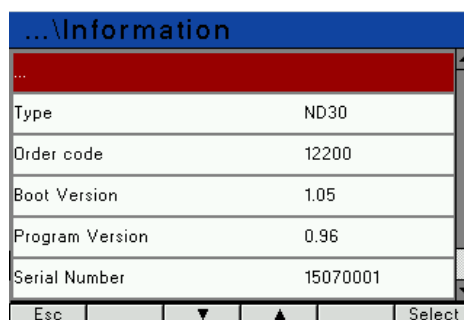 ...\Information
...
Type ND30
Order code 12200
Boot Version 1.05
Program Version 0.96
Serial Number 15070001
Esc ▼ ▲ Select